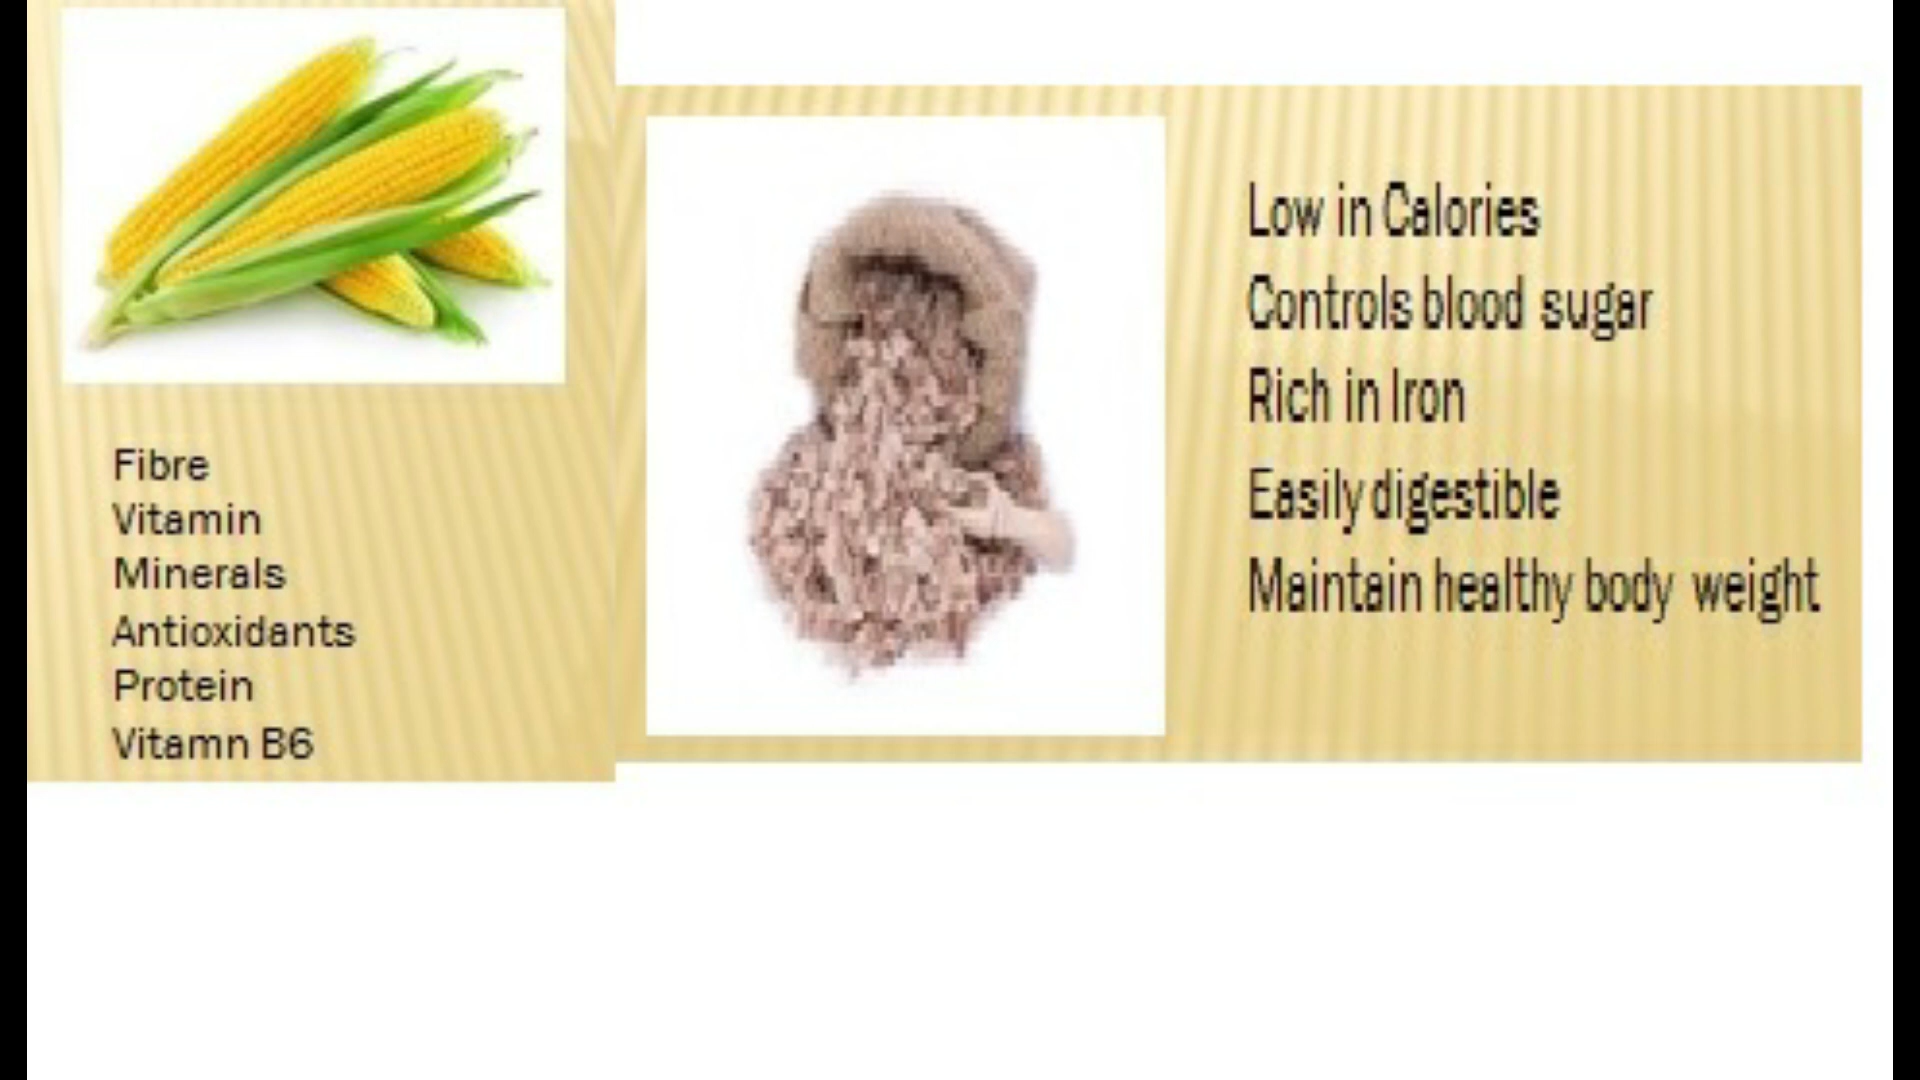 Fibre
Vitamin
Minerals
Antioxidants
Protein
Vitamn B6
Low in Calories
Controls blood sugar
Rich in Iron
Easily digestible
Maintain healthy body weight